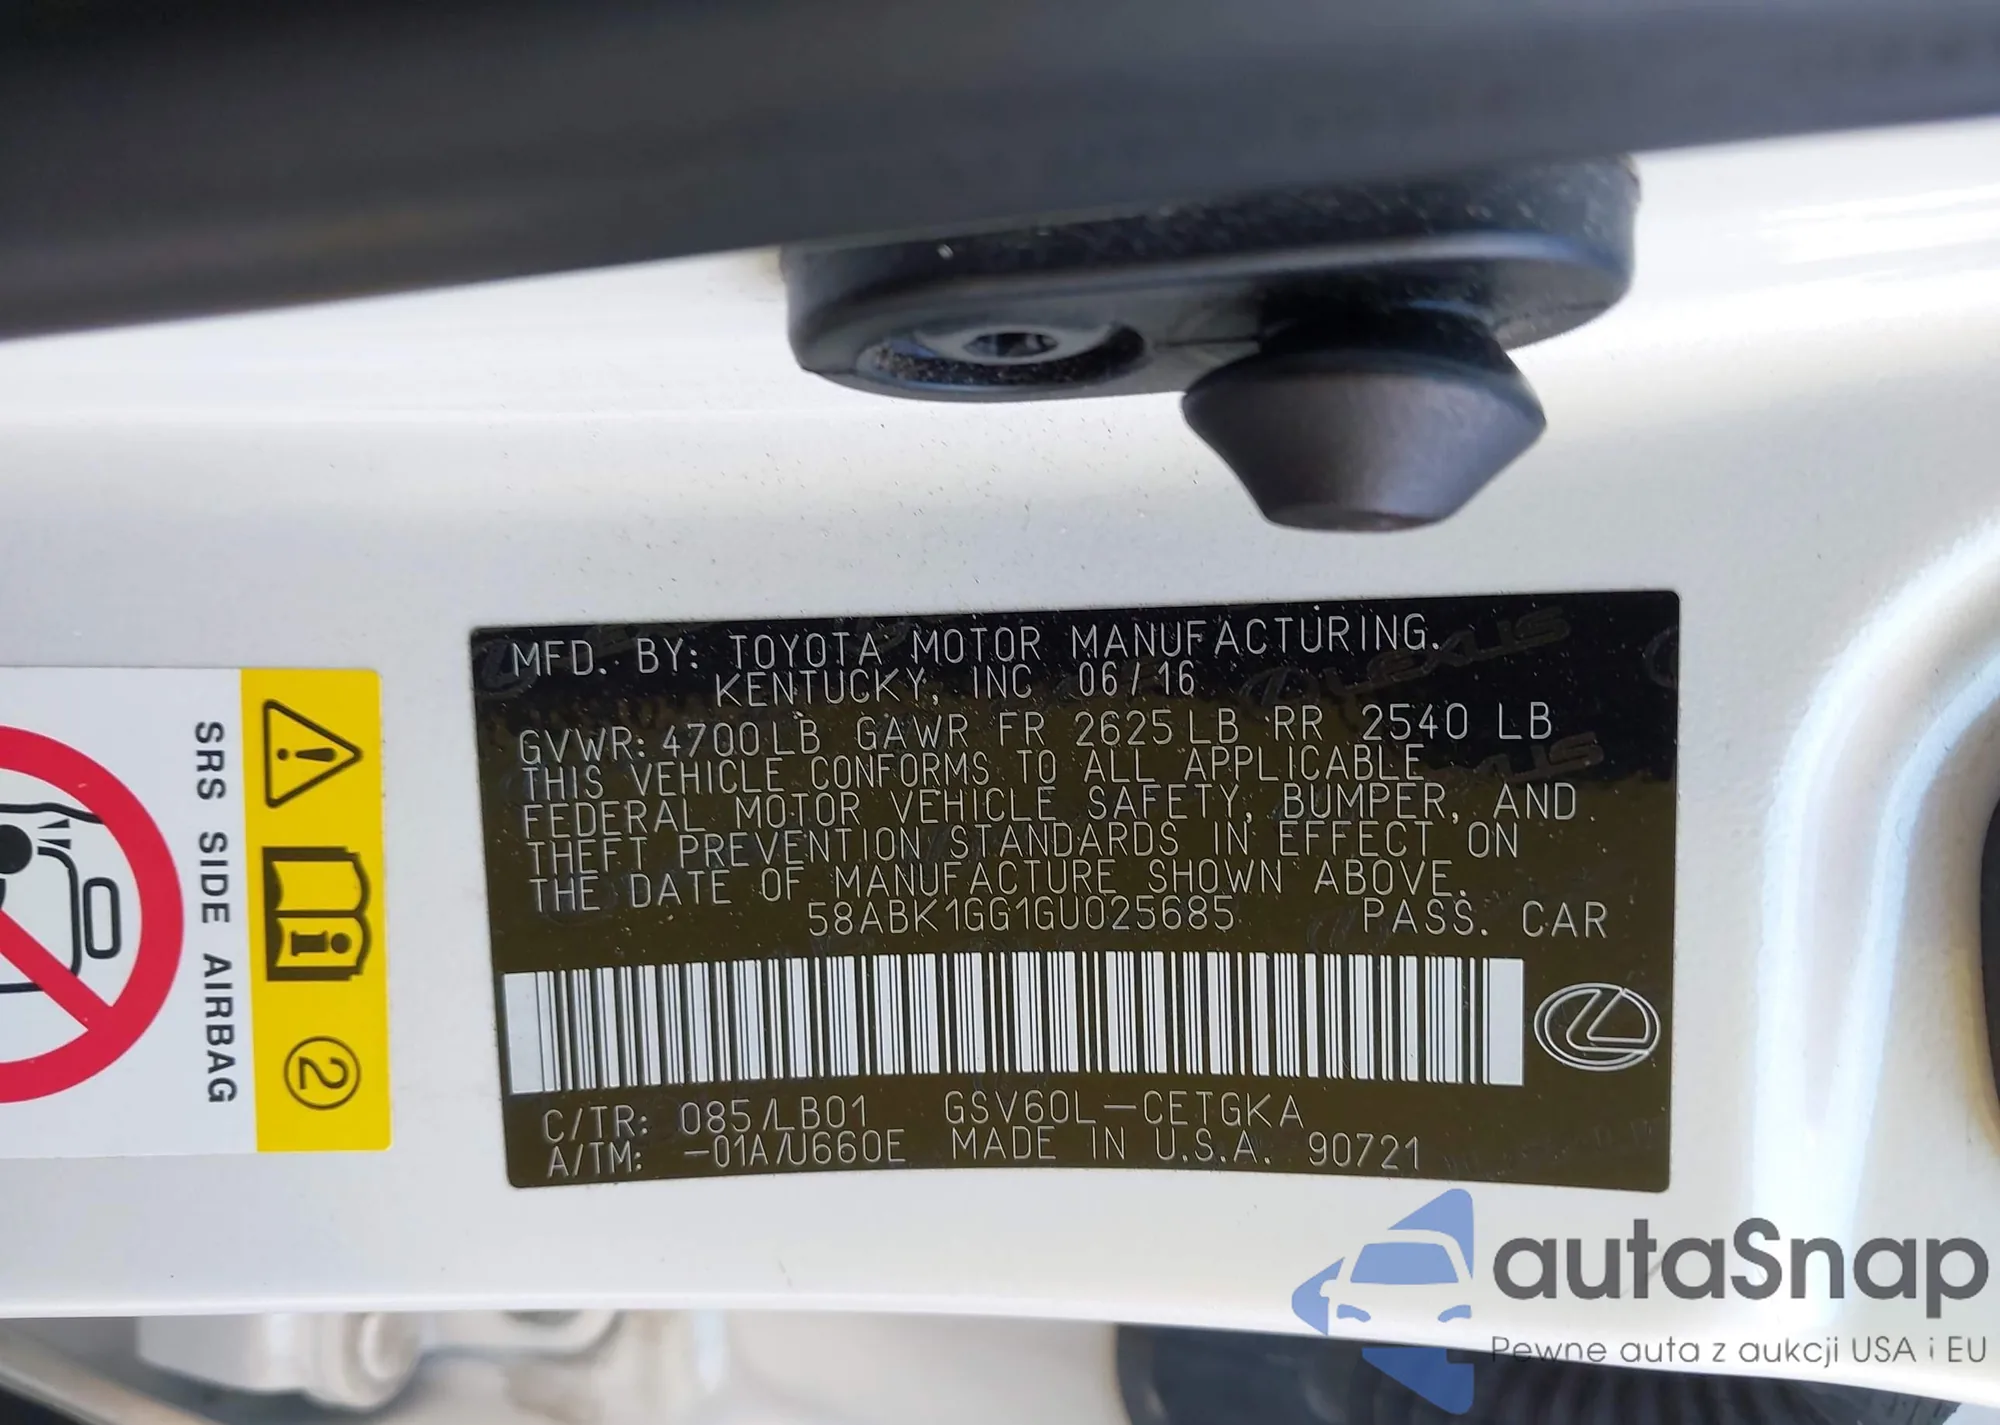 MFD. BY: TOYOTA MOTOR MANUFACTURING.
KENTUCKY, INC 06/16
GVWR: 4700LB GAWR FR 2625LB RR 2540 LB
THIS VEHICLE CONFORMS TO ALL APPLICABLE
FEDERAL MOTOR VEHICLE SAFETY, BUMPER, AND
THEFT PREVENTION STANDARDS IN EFFECT ON
THE DATE OF MANUFACTURE SHOWN ABOVE.
58ABK1GG1GU025685 PASS. CAR
C/TR: 085/LB01 GSV60L-CETGKA
A/TM: -01A/U660E MADE IN U.S.A. 90721
SRS SIDE AIRBAG
2
LEXUS
autaSnap
Pewne auta z aukcji USA i EU